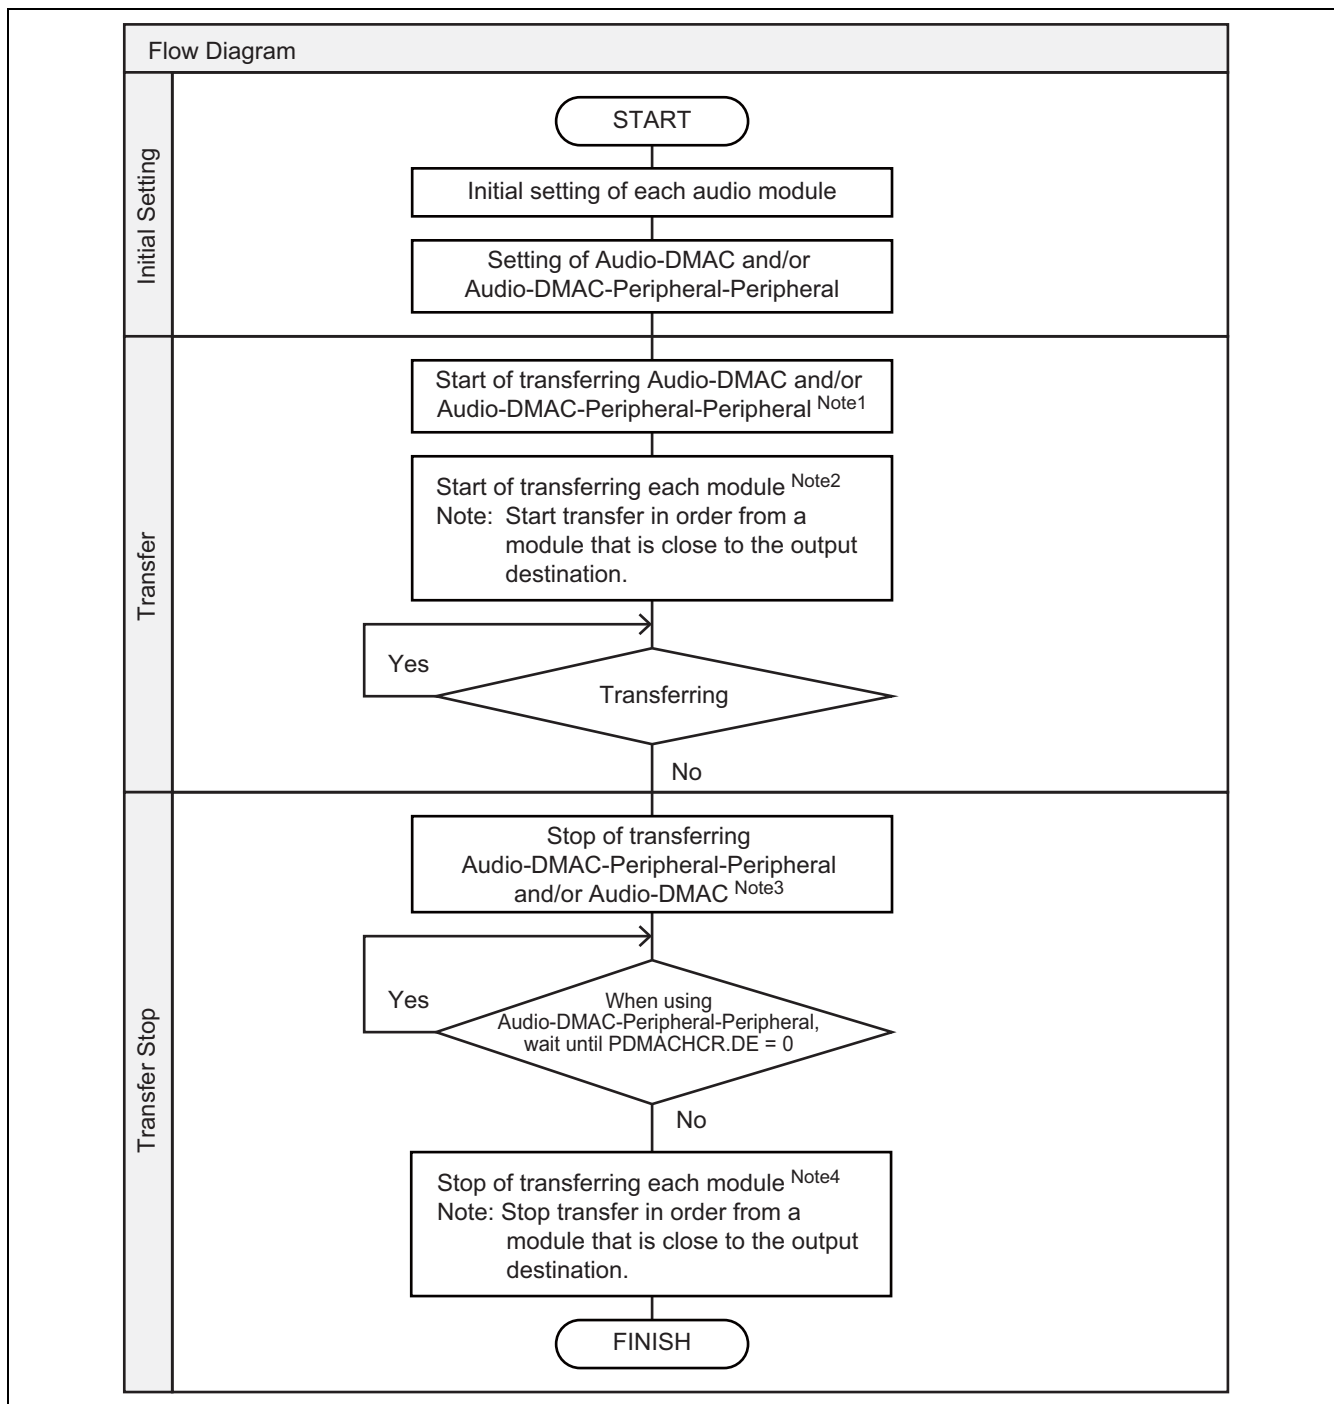 Flow Diagram
Initial Setting
START
Initial setting of each audio module
Setting of Audio-DMAC and/or
Audio-DMAC-Peripheral-Peripheral
Transfer
Start of transferring Audio-DMAC and/or
Audio-DMAC-Peripheral-Peripheral Note1
Start of transferring each module Note2
Note: Start transfer in order from a
module that is close to the output
destination.
Yes
Transferring
No
Transfer Stop
Stop of transferring
Audio-DMAC-Peripheral-Peripheral
and/or Audio-DMAC Note3
Yes
When using
Audio-DMAC-Peripheral-Peripheral,
wait until PDMACHCR.DE = 0
No
Stop of transferring each module Note4
Note: Stop transfer in order from a
module that is close to the output
destination.
FINISH